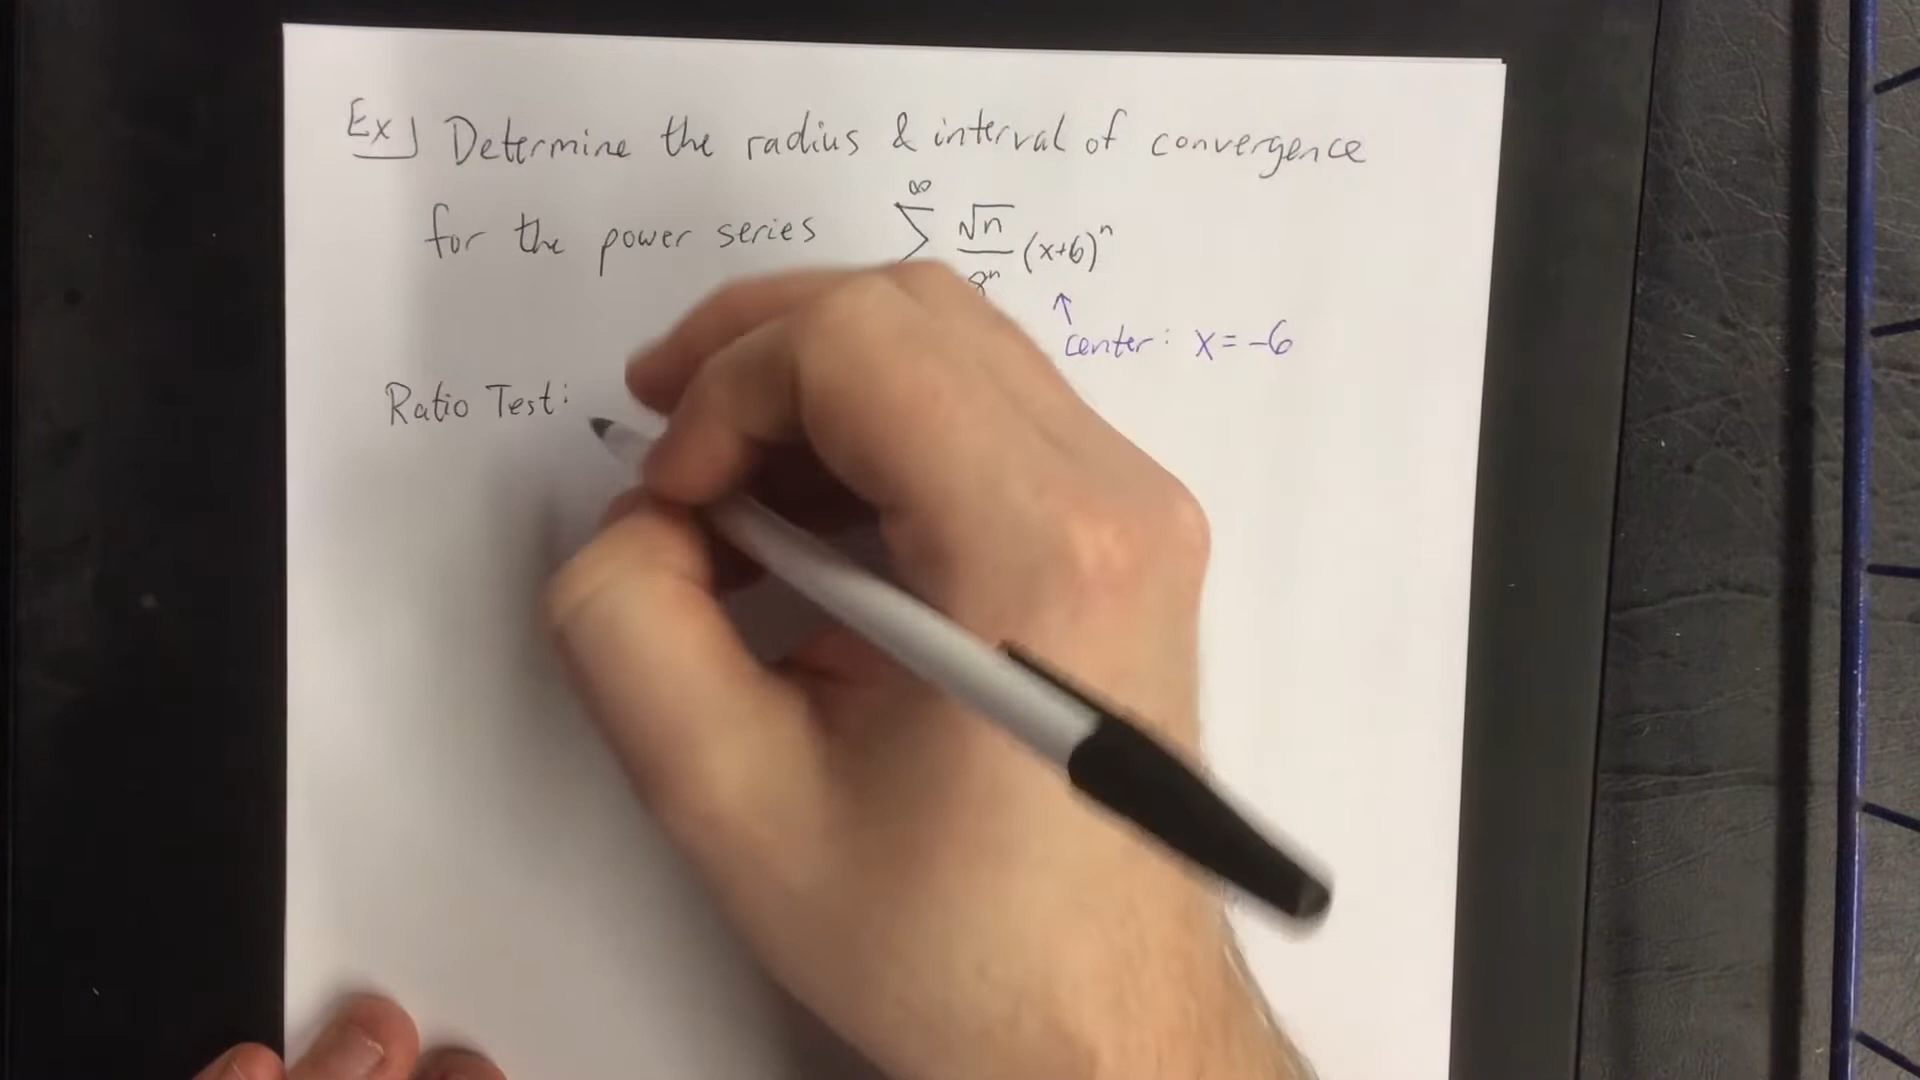 Ex] Determine the radius & interval of convergence
for the power series ∞ Σ √n/8ⁿ (x+6)ⁿ
↑
center: x = -6
Ratio Test: